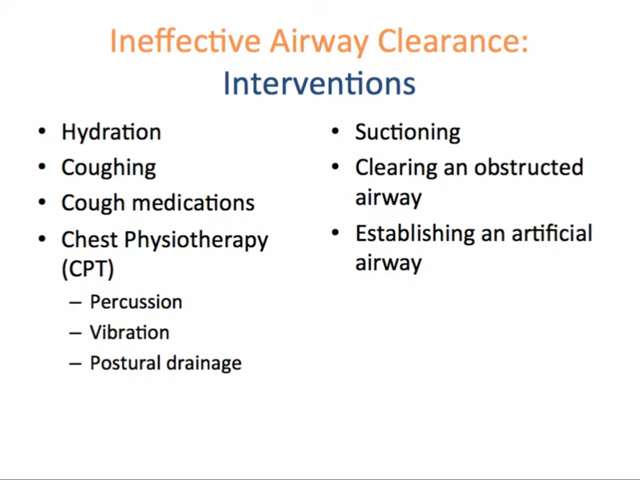 Ineffective Airway Clearance:
Interventions
• Hydration
• Coughing
• Cough medications
• Chest Physiotherapy
(CPT)
– Percussion
– Vibration
– Postural drainage
• Suctioning
• Clearing an obstructed
airway
• Establishing an artificial
airway